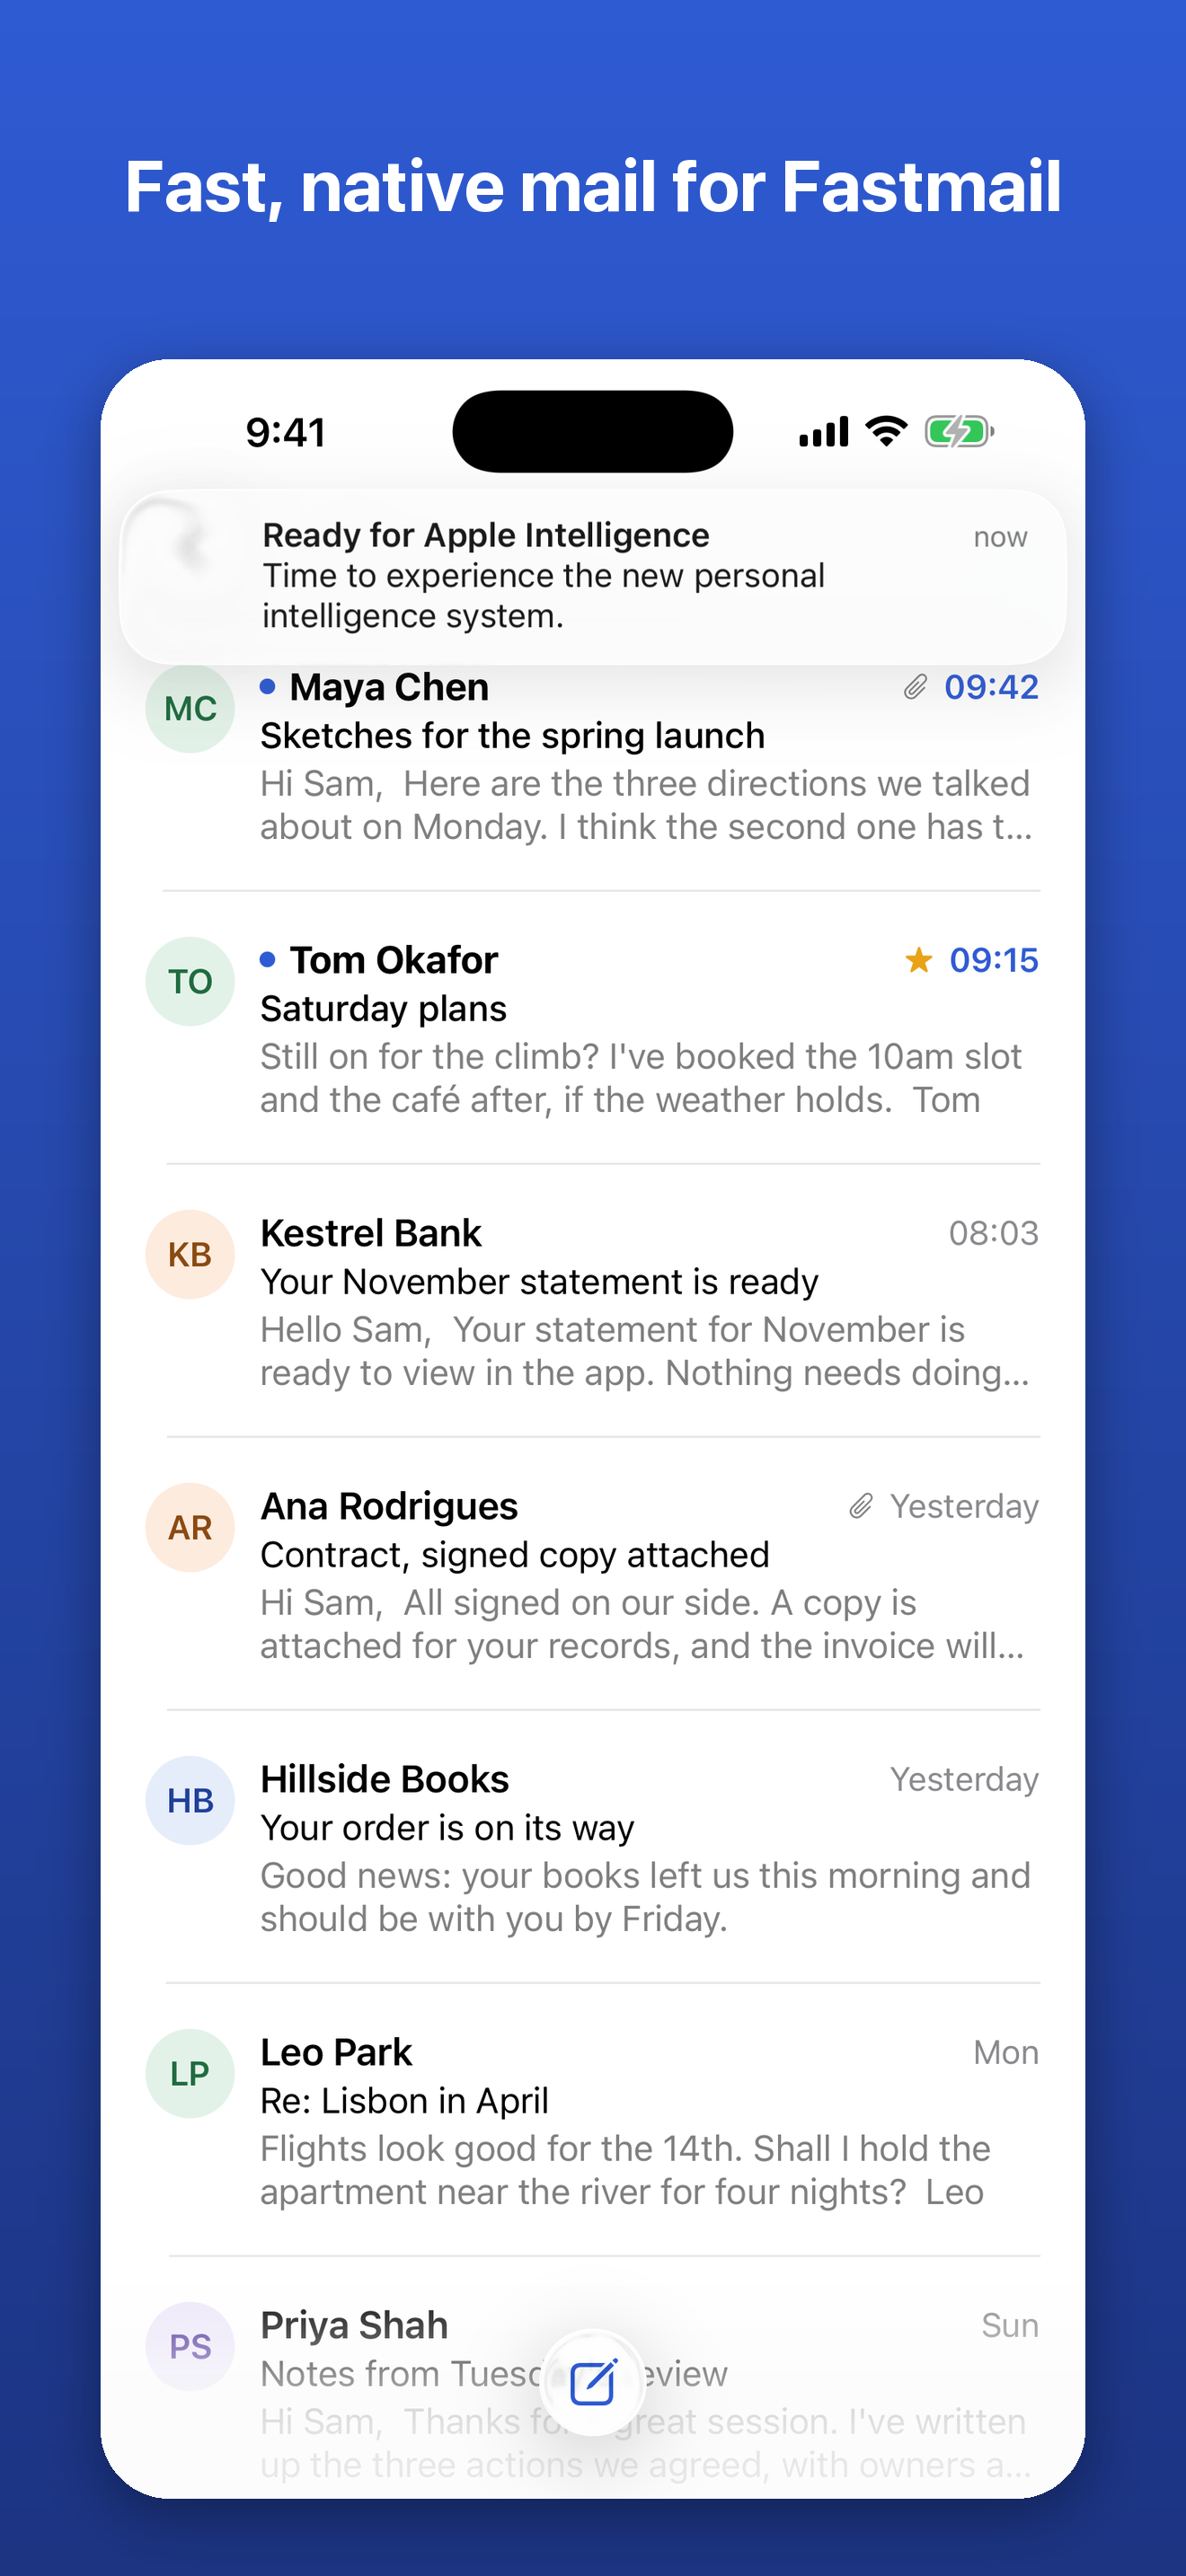 Fast, native mail for Fastmail
9:41
Ready for Apple Intelligence now
Time to experience the new personal
intelligence system.
MC Maya Chen 09:42
Sketches for the spring launch
Hi Sam,  Here are the three directions we talked
about on Monday. I think the second one has t...
TO Tom Okafor 09:15
Saturday plans
Still on for the climb? I've booked the 10am slot
and the café after, if the weather holds.  Tom
KB Kestrel Bank 08:03
Your November statement is ready
Hello Sam,  Your statement for November is
ready to view in the app. Nothing needs doing...
AR Ana Rodrigues Yesterday
Contract, signed copy attached
Hi Sam,  All signed on our side. A copy is
attached for your records, and the invoice will...
HB Hillside Books Yesterday
Your order is on its way
Good news: your books left us this morning and
should be with you by Friday.
LP Leo Park Mon
Re: Lisbon in April
Flights look good for the 14th. Shall I hold the
apartment near the river for four nights?  Leo
PS Priya Shah Sun
Notes from
Hi Sam,  Thanks great session. I've written
up the three actions we agreed, with owners a...